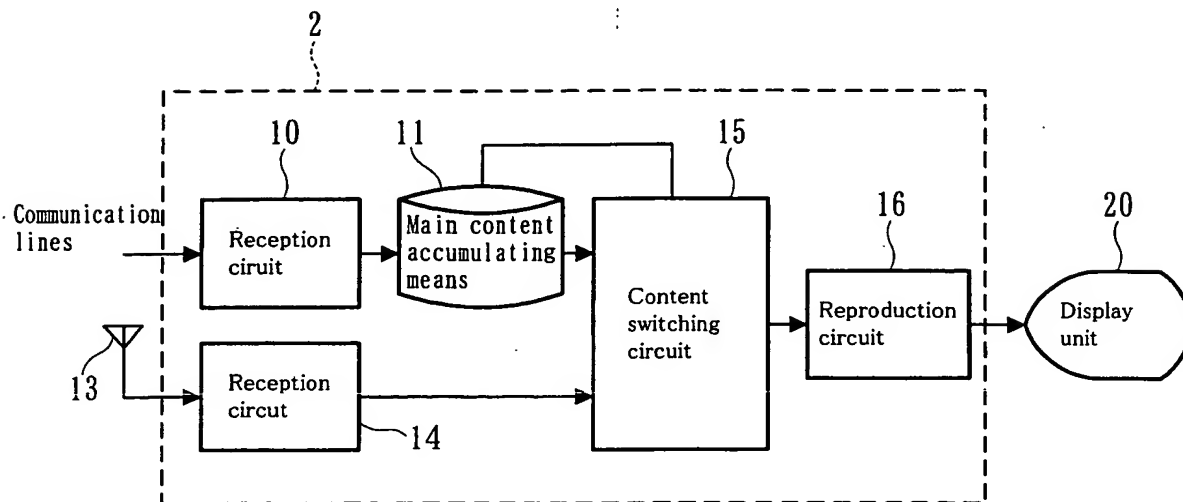 2
10
11
15
16
20
Communication
lines
Reception
ciruit
Main content
accumulating
means
Content
switching
circuit
Reproduction
circuit
Display
unit
13
Reception
circut
14